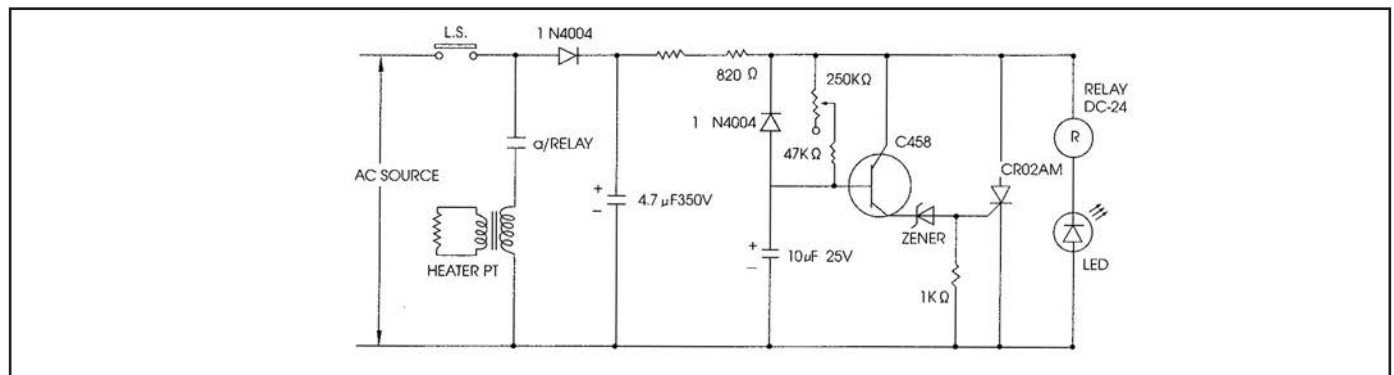 L.S.
1 N4004
820 Ω
250KΩ
RELAY
DC-24
R
1 N4004
C458
a/RELAY
47KΩ
CR02AM
AC SOURCE
+
4.7 µF350V
−
ZENER
HEATER PT
+
10µF 25V
−
LED
1KΩ